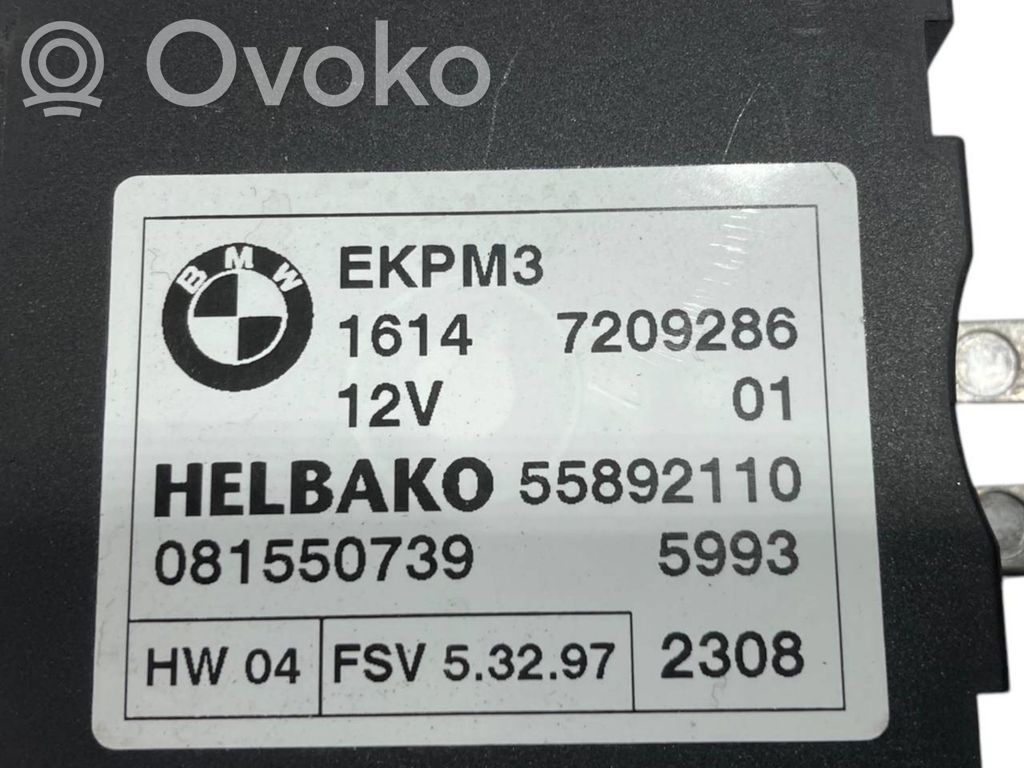 Ovoko
BMW
EKPM3
1614 7209286
12V 01
HELBAKO 55892110
081550739 5993
HW 04 FSV 5.32.97 2308